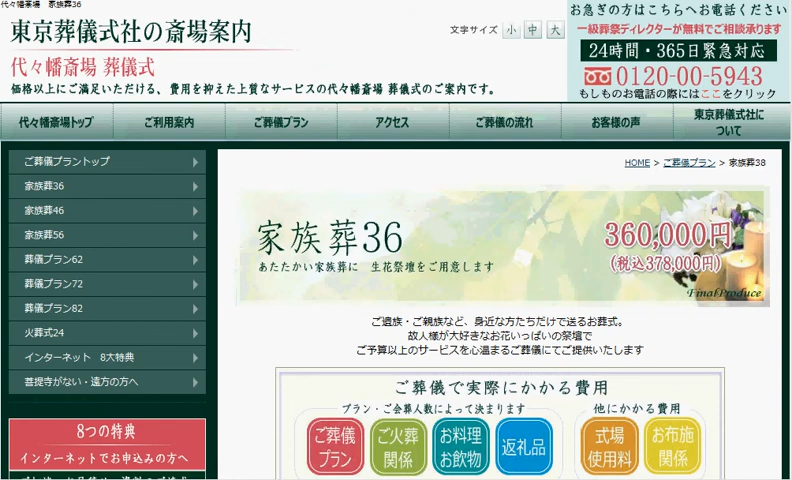 代々幡斎場 家族葬36
東京葬儀式社の斎場案内
代々幡斎場 葬儀式
価格以上にご満足いただける、費用を抑えた上質なサービスの代々幡斎場 葬儀式のご案内です。
文字サイズ 小 中 大
お急ぎの方はこちらへお電話ください
一級葬祭ディレクターが無料でご相談承ります
24時間・365日緊急対応
0120-00-5943
もしものお電話の際にはここをクリック
代々幡斎場トップ ご利用案内 ご葬儀プラン アクセス ご葬儀の流れ お客様の声 東京葬儀式社について
ご葬儀プラントップ
家族葬36
家族葬46
家族葬56
葬儀プラン62
葬儀プラン72
葬儀プラン82
火葬式24
インターネット 8大特典
菩提寺がない・遠方の方へ
8つの特典
インターネットでお申込みの方へ
HOME > ご葬儀プラン > 家族葬38
家族葬36
あたたかい家族葬に 生花祭壇をご用意します
360,000円
(税込378,000円)
FinalProduce
ご遺族・ご親族など、身近な方たちだけで送るお葬式。
故人様が大好きなお花いっぱいの祭壇で
ご予算以上のサービスを心温まるご葬儀にてご提供いたします
ご葬儀で実際にかかる費用
プラン・ご会葬人数によって決まります
他にかかる費用
ご葬儀プラン
ご火葬関係
お料理お飲物
返礼品
式場使用料
お布施関係